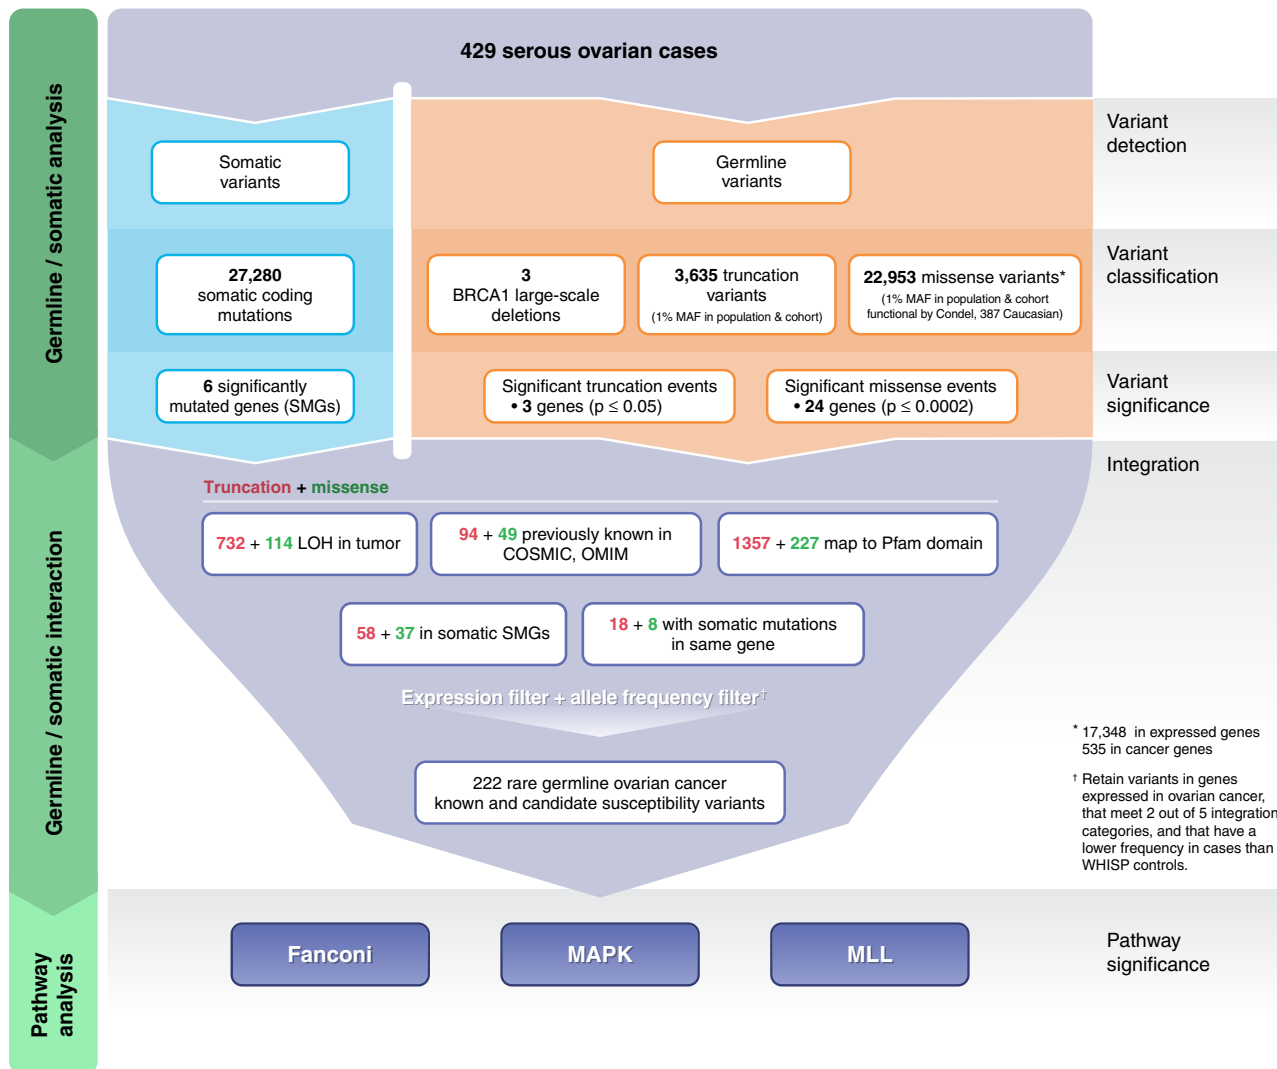 429 serous ovarian cases
Germline / somatic analysis
Variant
detection
Somatic
variants
Germline
variants
Variant
classification
27,280
somatic coding
mutations
3
BRCA1 large-scale
deletions
3,635 truncation
variants
(1% MAF in population & cohort)
22,953 missense variants*
(1% MAF in population & cohort
functional by Condel, 387 Caucasian)
Variant
significance
6 significantly
mutated genes (SMGs)
Significant truncation events
• 3 genes (p ≤ 0.05)
Significant missense events
• 24 genes (p ≤ 0.0002)
Germline / somatic interaction
Integration
Truncation + missense
732 + 114 LOH in tumor
94 + 49 previously known in
COSMIC, OMIM
1357 + 227 map to Pfam domain
58 + 37 in somatic SMGs
18 + 8 with somatic mutations
in same gene
Expression filter + allele frequency filter†
222 rare germline ovarian cancer
known and candidate susceptibility variants
* 17,348 in expressed genes
535 in cancer genes
† Retain variants in genes
expressed in ovarian cancer,
that meet 2 out of 5 integration
categories, and that have a
lower frequency in cases than
WHISP controls.
Pathway
analysis
Fanconi
MAPK
MLL
Pathway
significance